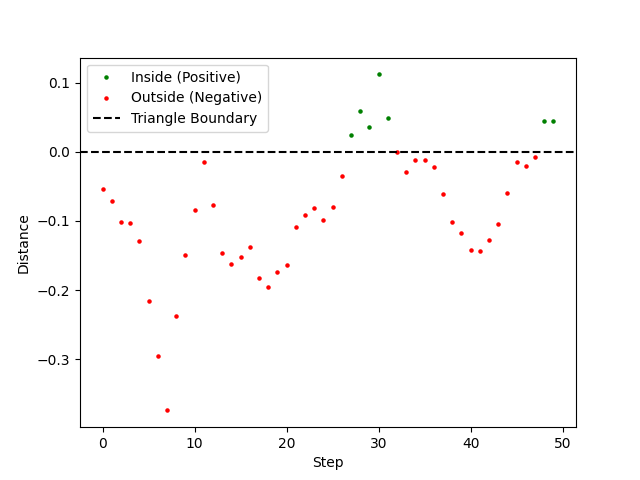 Inside (Positive)
Outside (Negative)
Triangle Boundary
0.1
0.0
−0.1
−0.2
−0.3
Distance
0 10 20 30 40 50
Step